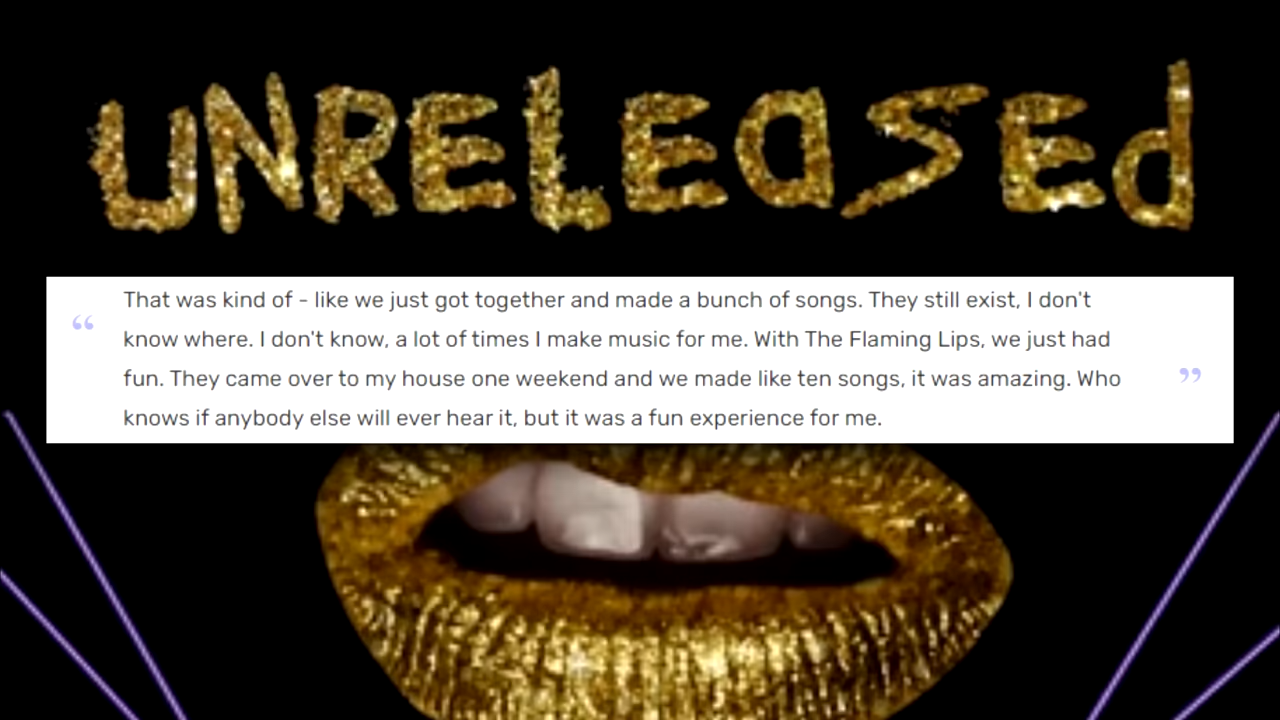 UNRELEASEd
“ That was kind of - like we just got together and made a bunch of songs. They still exist, I don't
know where. I don't know, a lot of times I make music for me. With The Flaming Lips, we just had
fun. They came over to my house one weekend and we made like ten songs, it was amazing. Who
knows if anybody else will ever hear it, but it was a fun experience for me. ”